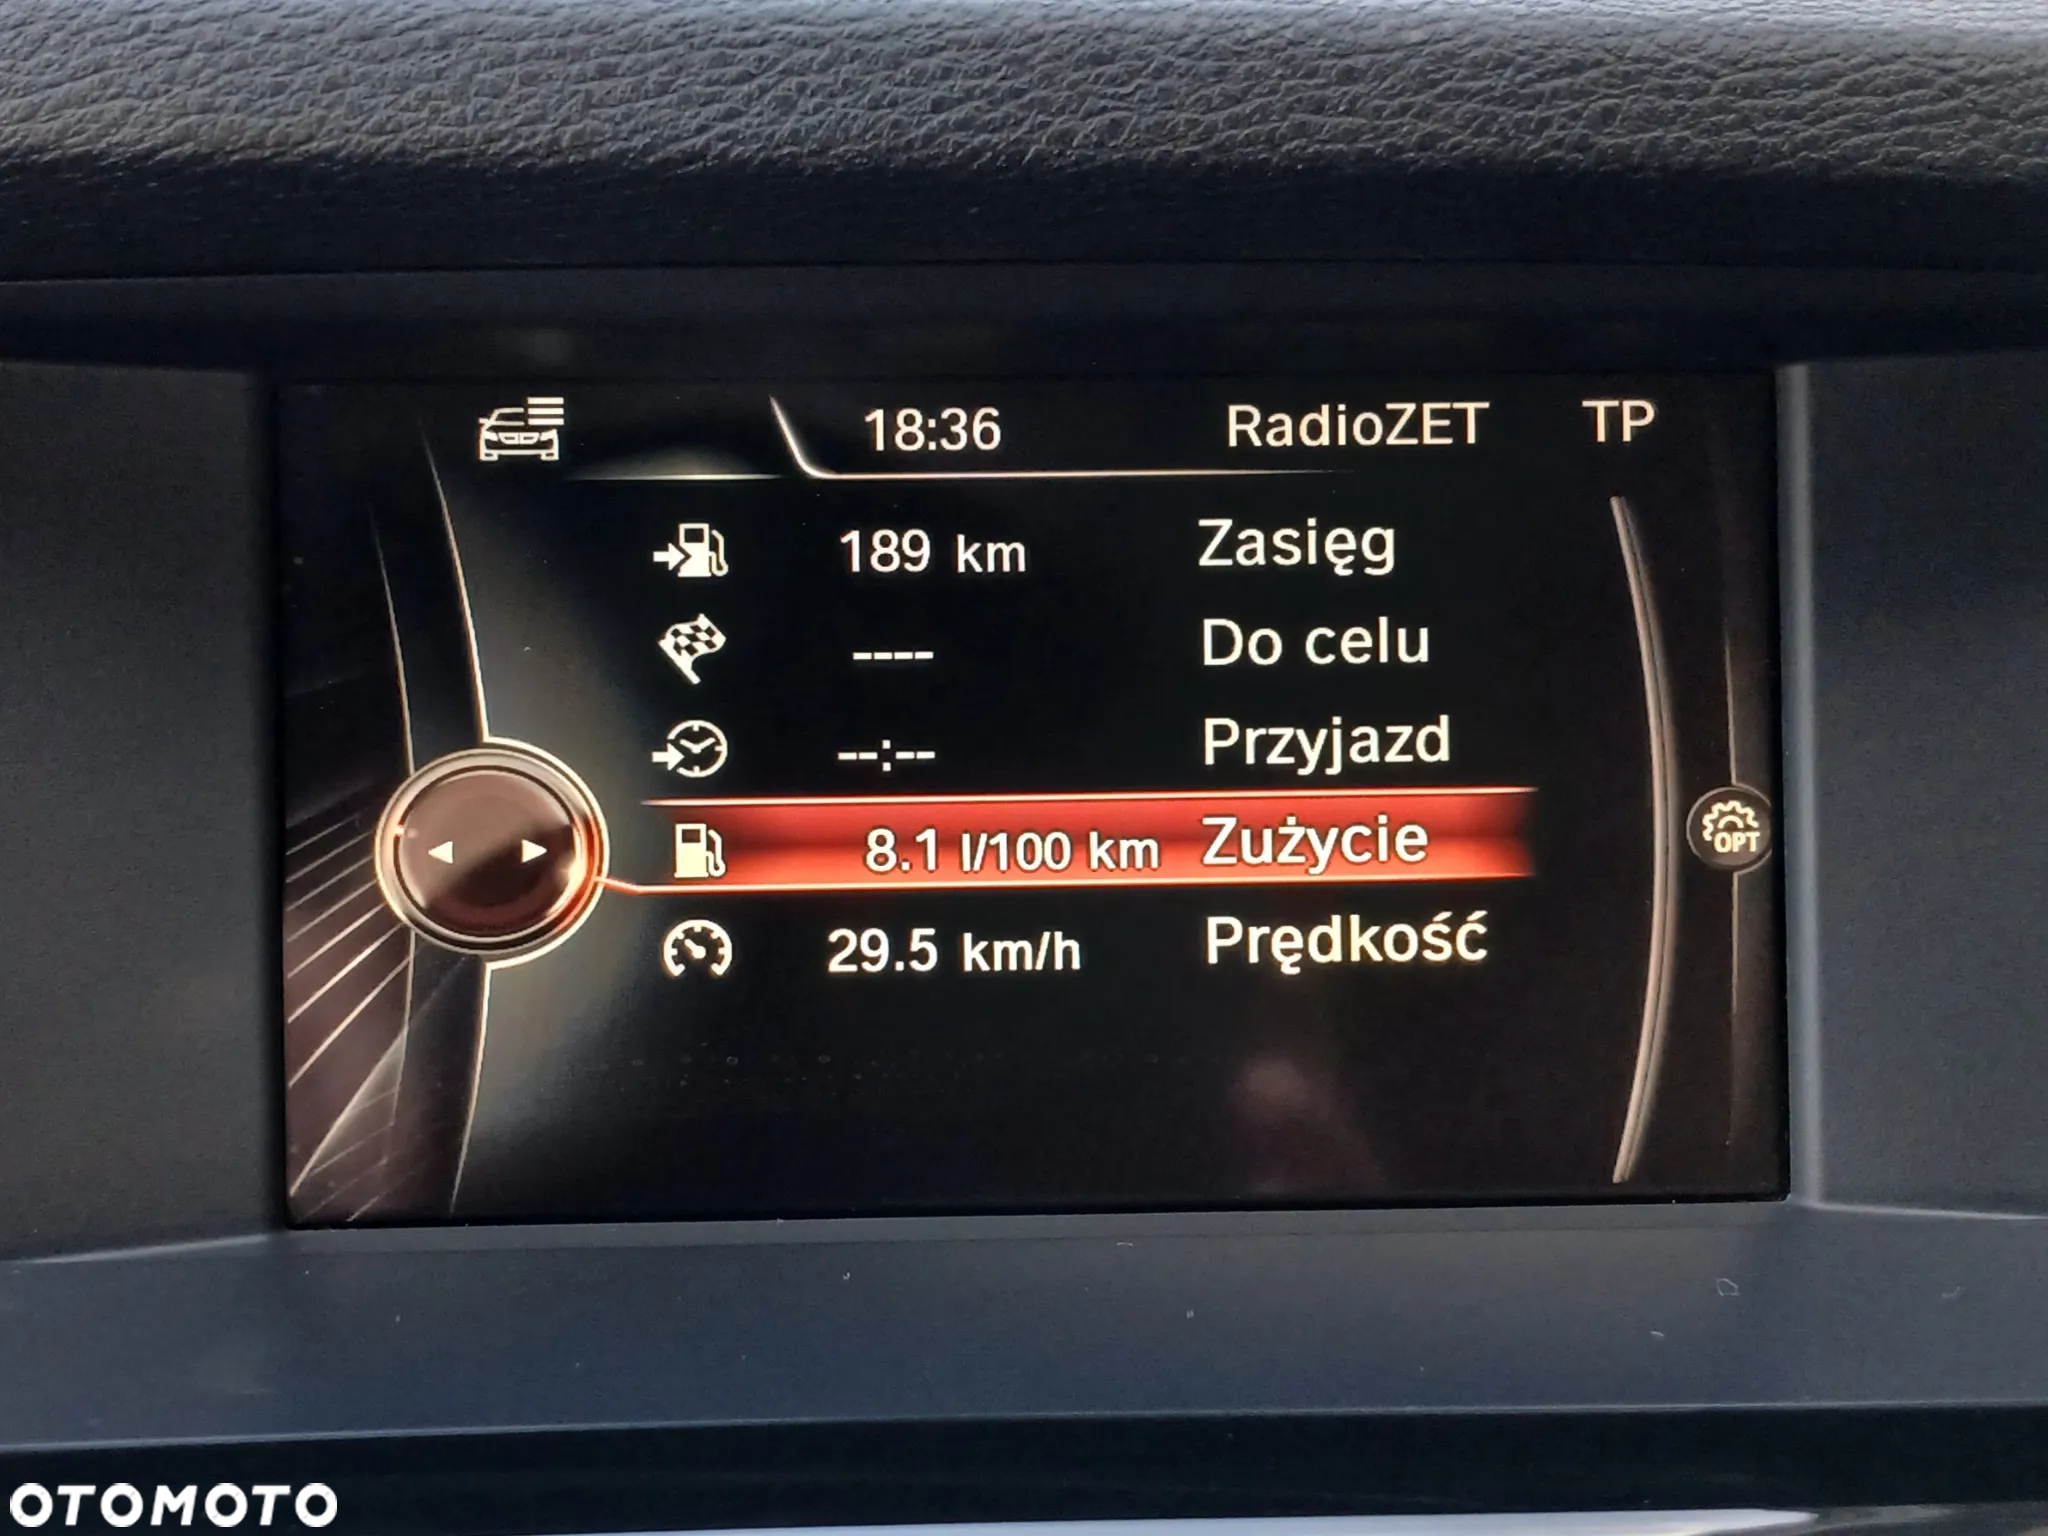 18:36 RadioZET TP
189 km Zasięg
---- Do celu
--:-- Przyjazd
8.1 l/100 km Zużycie
OPT
29.5 km/h Prędkość
OTOMOTO